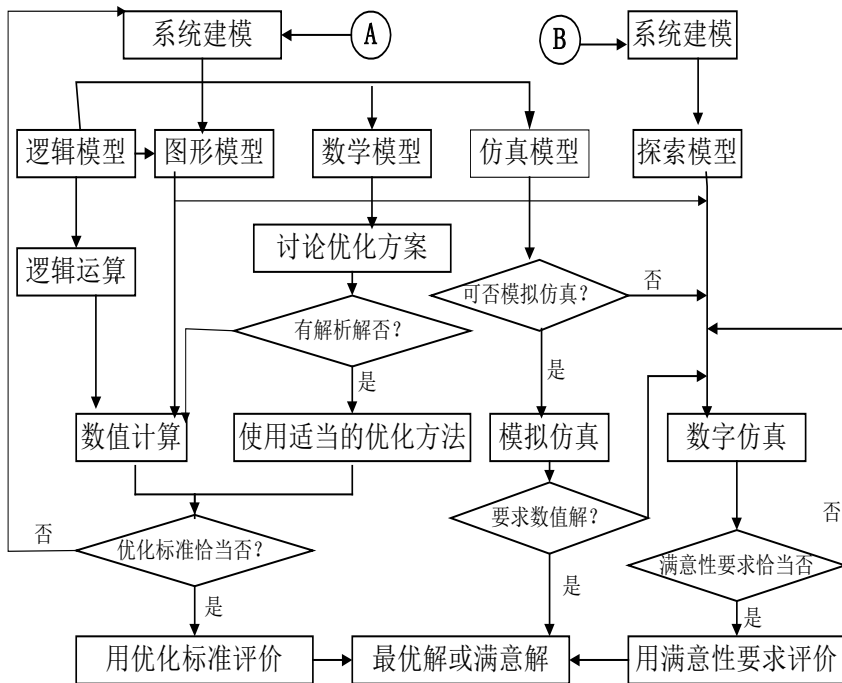 系统建模
A
B
系统建模
逻辑模型
图形模型
数学模型
仿真模型
探索模型
讨论优化方案
逻辑运算
可否模拟仿真?
否
有解析解否?
是
是
数值计算
使用适当的优化方法
模拟仿真
数字仿真
否
优化标准恰当否?
要求数值解?
否
满意性要求恰当否
是
是
是
用优化标准评价
最优解或满意解
用满意性要求评价